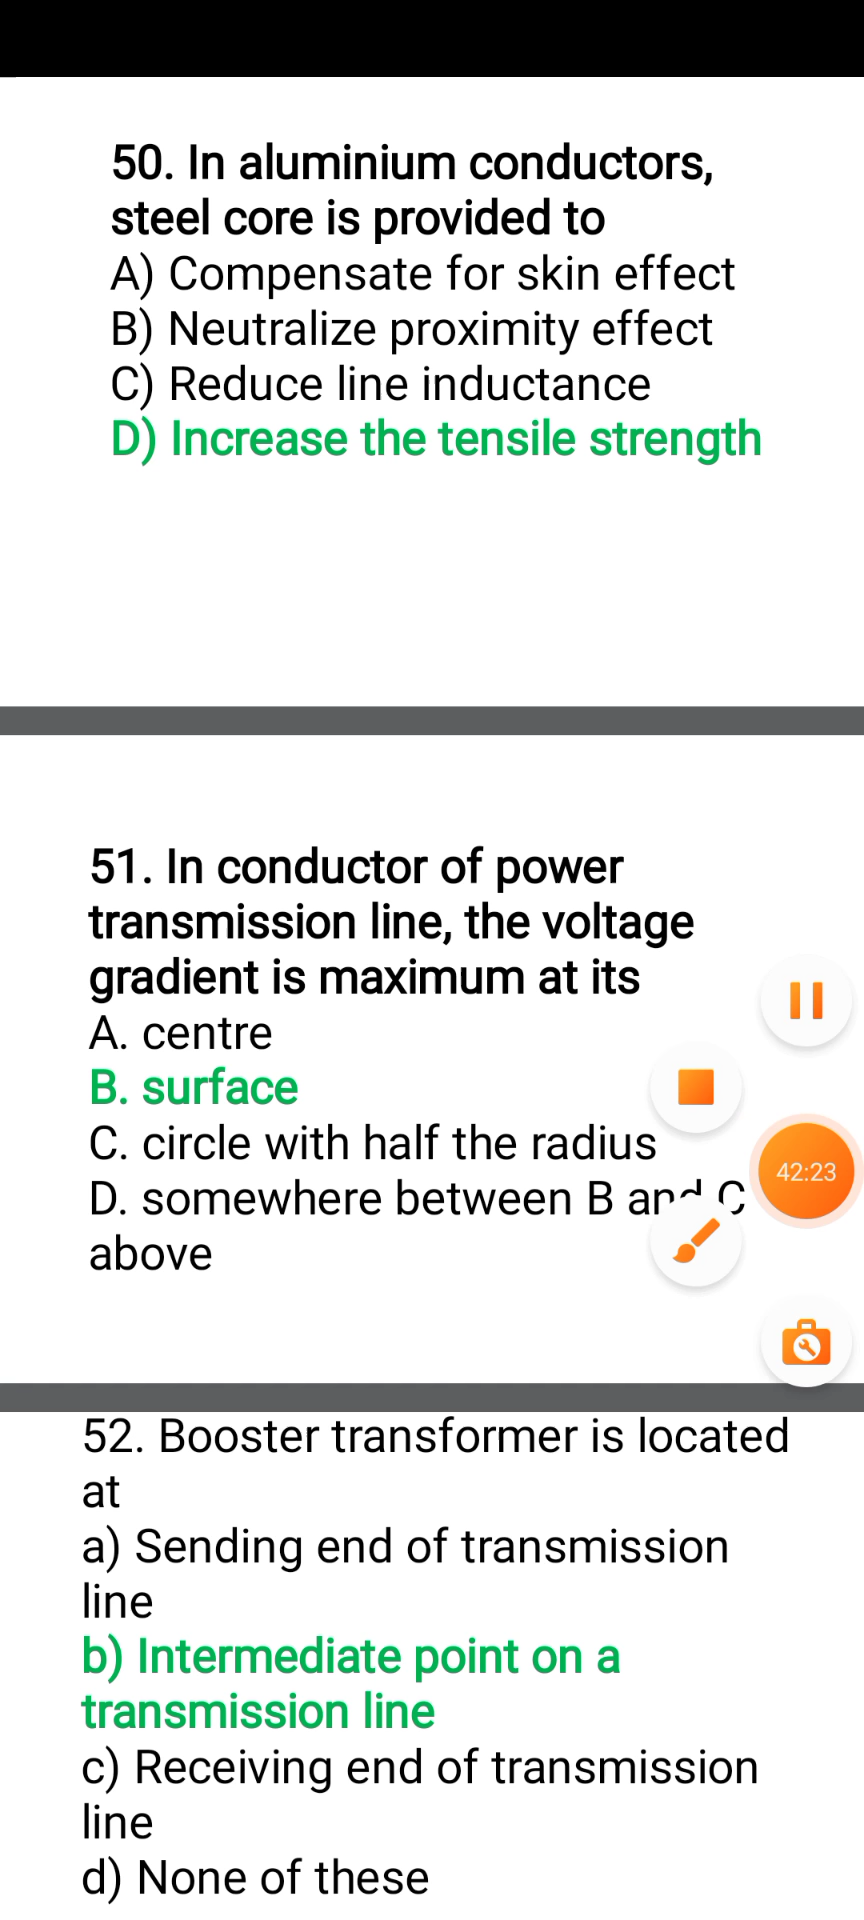 50. In aluminium conductors,
steel core is provided to
A) Compensate for skin effect
B) Neutralize proximity effect
C) Reduce line inductance
D) Increase the tensile strength
51. In conductor of power
transmission line, the voltage
gradient is maximum at its
A. centre
B. surface
C. circle with half the radius
D. somewhere between B and C
above
42:23
52. Booster transformer is located
at
a) Sending end of transmission
line
b) Intermediate point on a
transmission line
c) Receiving end of transmission
line
d) None of these